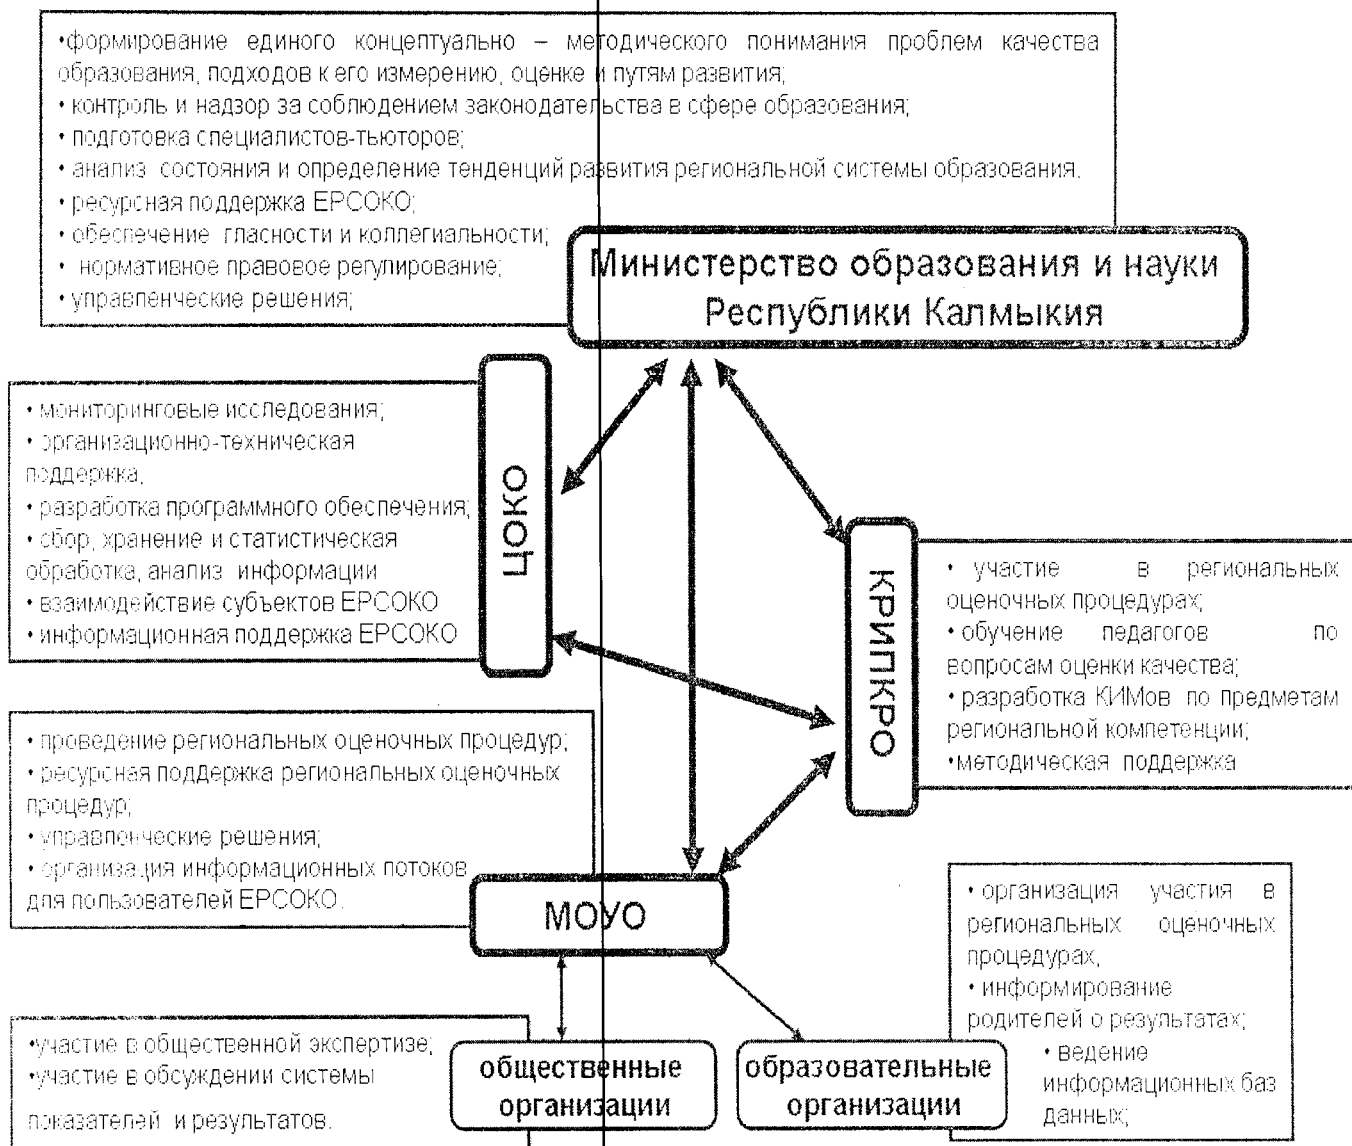 •формирование единого концептуально – методического понимания проблем качества
образования, подходов к его измерению, оценке и путям развития;
• контроль и надзор за соблюдением законодательства в сфере образования;
• подготовка специалистов-тьюторов;
• анализ состояния и определение тенденций развития региональной системы образования.
• ресурсная поддержка ЕРСОКО;
• обеспечение гласности и коллегиальности;
• нормативное правовое регулирование;
• управленческие решения;
Министерство образования и науки
Республики Калмыкия
• мониторинговые исследования;
• организационно-техническая
поддержка,
• разработка программного обеспечения;
• сбор, хранение и статистическая
обработка, анализ информации
• взаимодействие субъектов ЕРСОКО
• информационная поддержка ЕРСОКО
ЦОКО
КРИПКРО
• участие в региональных
оценочных процедурах;
• обучение педагогов по
вопросам оценки качества;
• разработка КИМов по предметам
региональной компетенции;
•методическая поддержка
• проведение региональных оценочных процедур;
• ресурсная поддержка региональных оценочных
процедур;
• управленческие решения;
• организация информационных потоков
для пользователей ЕРСОКО.
МОУО
• организация участия в
региональных оценочных
процедурах,
• информирование
родителей о результатах;
• ведение
информационных баз
данных;
•участие в общественной экспертизе;
•участие в обсуждении системы
показателей и результатов.
общественные
организации
образовательные
организации